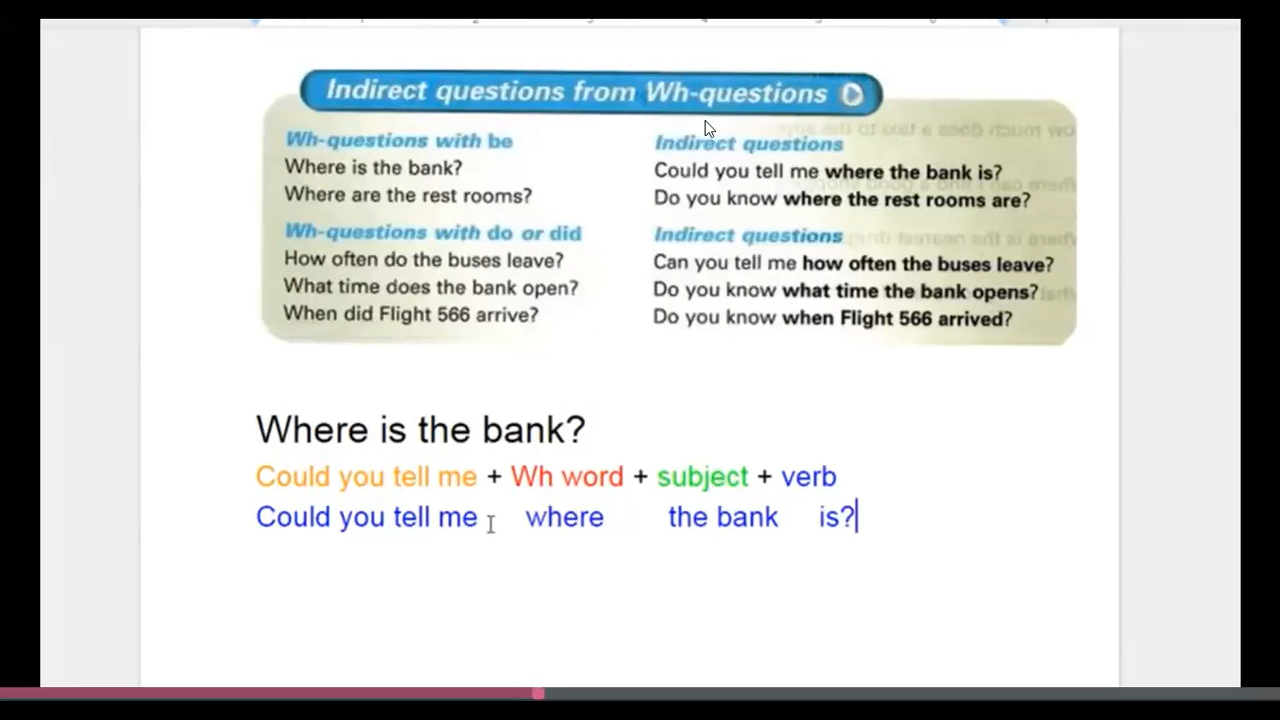 Indirect questions from Wh-questions
Wh-questions with be
Where is the bank?
Where are the rest rooms?
Indirect questions
Could you tell me where the bank is?
Do you know where the rest rooms are?
Wh-questions with do or did
How often do the buses leave?
What time does the bank open?
When did Flight 566 arrive?
Indirect questions
Can you tell me how often the buses leave?
Do you know what time the bank opens?
Do you know when Flight 566 arrived?
Where is the bank?
Could you tell me + Wh word + subject + verb
Could you tell me where the bank is?